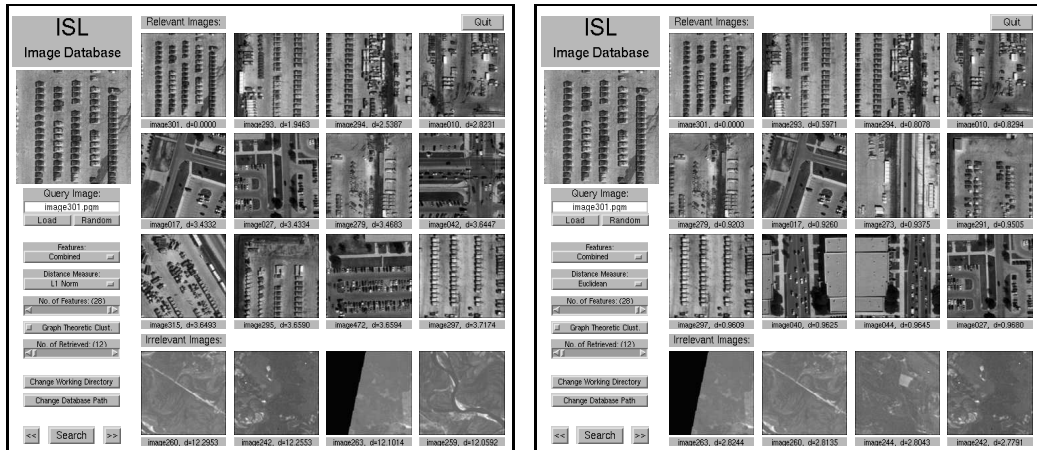 ISL
Image Database
Query Image:
image301.pgm
Load Random
Features:
Combined
Distance Measure:
L1 Norm
No. of Features: (28)
Graph Theoretic Clust.
No. of Retrieved: (12)
Change Working Directory
Change Database Path
<< Search >>
Relevant Images:
Quit
image301, d=0.0000 image293, d=1.9463 image294, d=2.5387 image010, d=2.8231
image017, d=3.4332 image027, d=3.4334 image279, d=3.4683 image042, d=3.6447
image315, d=3.6493 image295, d=3.6590 image472, d=3.6594 image297, d=3.7174
Irrelevant Images:
image260, d=12.2953 image242, d=12.2553 image263, d=12.1014 image259, d=12.0592
ISL
Image Database
Query Image:
image301.pgm
Load Random
Features:
Combined
Distance Measure:
Euclidean
No. of Features: (28)
Graph Theoretic Clust.
No. of Retrieved: (12)
Change Working Directory
Change Database Path
<< Search >>
Relevant Images:
Quit
image301, d=0.0000 image293, d=0.5971 image294, d=0.8078 image010, d=0.8294
image279, d=0.9203 image017, d=0.9260 image273, d=0.9375 image291, d=0.9505
image297, d=0.9609 image040, d=0.9625 image044, d=0.9645 image027, d=0.9680
Irrelevant Images:
image263, d=2.8244 image260, d=2.8135 image244, d=2.8043 image242, d=2.7791